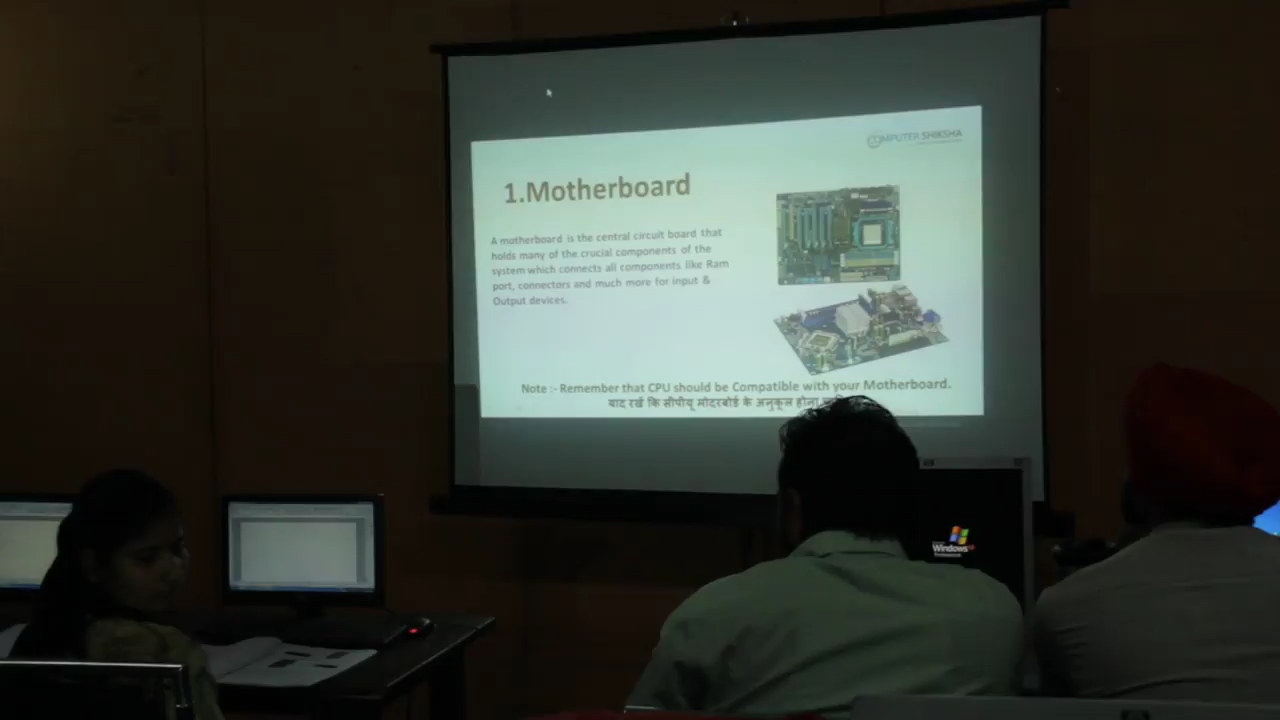 COMPUTER SHIKSHA
1.Motherboard
A motherboard is the central circuit board that
holds many of the crucial components of the
system which connects all components like Ram
port, connectors and much more for input &
Output devices.
Note :- Remember that CPU should be Compatible with your Motherboard.
याद रखें कि सीपीयू मोदरबोर्ड के अनुकूल होना
Windows